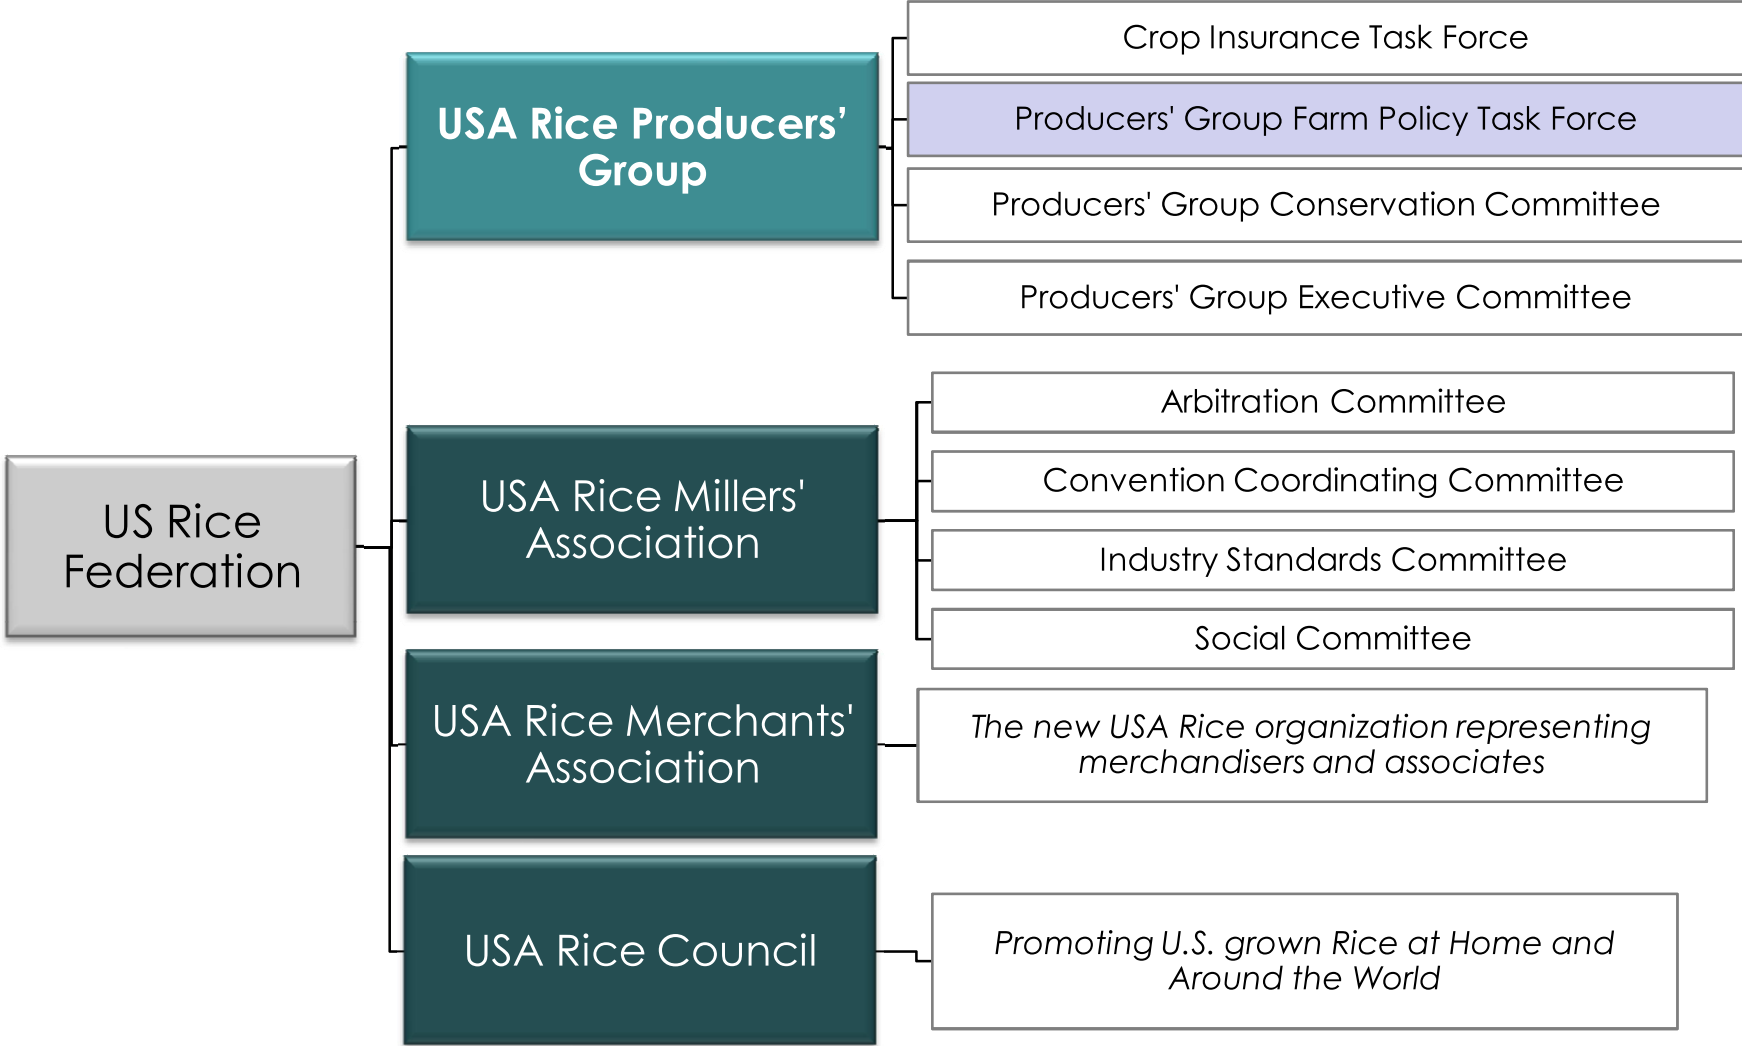 US Rice
Federation
USA Rice Producers’
Group
Crop Insurance Task Force
Producers' Group Farm Policy Task Force
Producers' Group Conservation Committee
Producers' Group Executive Committee
USA Rice Millers'
Association
Arbitration Committee
Convention Coordinating Committee
Industry Standards Committee
Social Committee
USA Rice Merchants'
Association
The new USA Rice organization representing
merchandisers and associates
USA Rice Council
Promoting U.S. grown Rice at Home and
Around the World